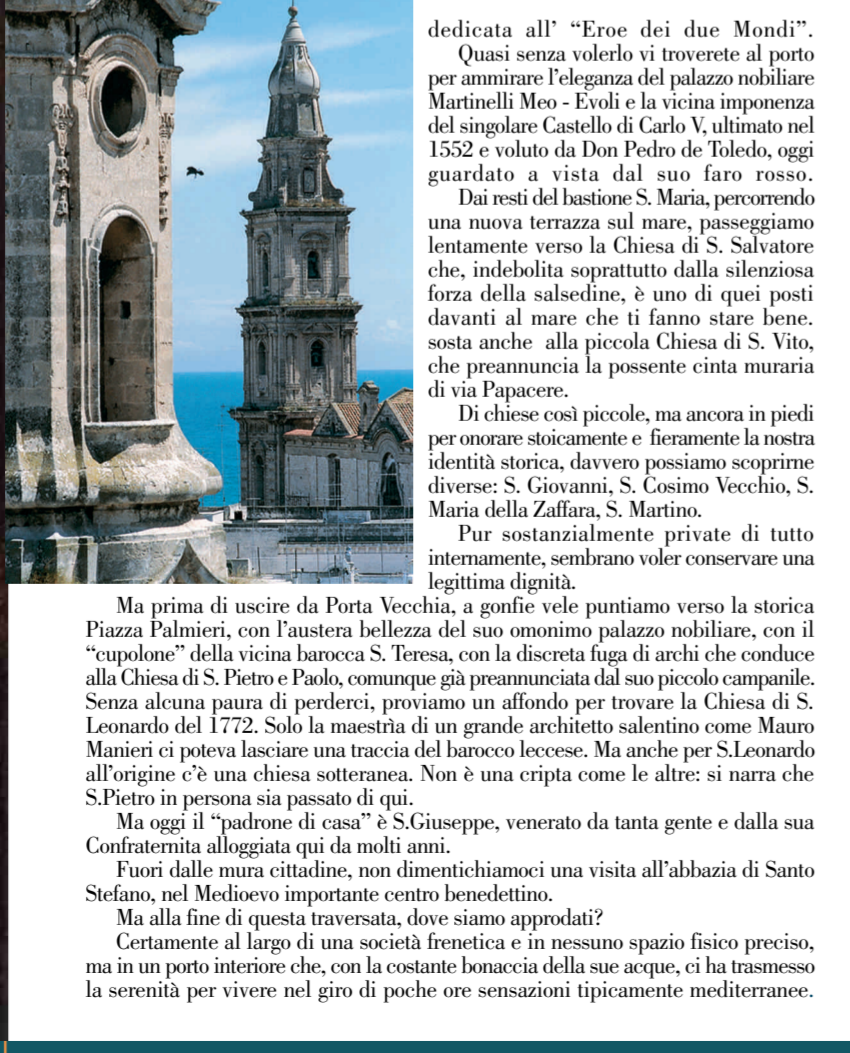 dedicata all’ “Eroe dei due Mondi”.
Quasi senza volerlo vi troverete al porto
per ammirare l’eleganza del palazzo nobiliare
Martinelli Meo - Evoli e la vicina imponenza
del singolare Castello di Carlo V, ultimato nel
1552 e voluto da Don Pedro de Toledo, oggi
guardato a vista dal suo faro rosso.
Dai resti del bastione S. Maria, percorrendo
una nuova terrazza sul mare, passeggiamo
lentamente verso la Chiesa di S. Salvatore
che, indebolita soprattutto dalla silenziosa
forza della salsedine, è uno di quei posti
davanti al mare che ti fanno stare bene.
sosta anche alla piccola Chiesa di S. Vito,
che preannuncia la possente cinta muraria
di via Papacere.
Di chiese così piccole, ma ancora in piedi
per onorare stoicamente e fieramente la nostra
identità storica, davvero possiamo scoprirne
diverse: S. Giovanni, S. Cosimo Vecchio, S.
Maria della Zaffara, S. Martino.
Pur sostanzialmente private di tutto
internamente, sembrano voler conservare una
legittima dignità.
Ma prima di uscire da Porta Vecchia, a gonfie vele puntiamo verso la storica
Piazza Palmieri, con l’austera bellezza del suo omonimo palazzo nobiliare, con il
“cupolone” della vicina barocca S. Teresa, con la discreta fuga di archi che conduce
alla Chiesa di S. Pietro e Paolo, comunque già preannunciata dal suo piccolo campanile.
Senza alcuna paura di perderci, proviamo un affondo per trovare la Chiesa di S.
Leonardo del 1772. Solo la maestrìa di un grande architetto salentino come Mauro
Manieri ci poteva lasciare una traccia del barocco leccese. Ma anche per S.Leonardo
all’origine c’è una chiesa sotteranea. Non è una cripta come le altre: si narra che
S.Pietro in persona sia passato di qui.
Ma oggi il “padrone di casa” è S.Giuseppe, venerato da tanta gente e dalla sua
Confraternita alloggiata qui da molti anni.
Fuori dalle mura cittadine, non dimentichiamoci una visita all’abbazia di Santo
Stefano, nel Medioevo importante centro benedettino.
Ma alla fine di questa traversata, dove siamo approdati?
Certamente al largo di una società frenetica e in nessuno spazio fisico preciso,
ma in un porto interiore che, con la costante bonaccia della sue acque, ci ha trasmesso
la serenità per vivere nel giro di poche ore sensazioni tipicamente mediterranee.